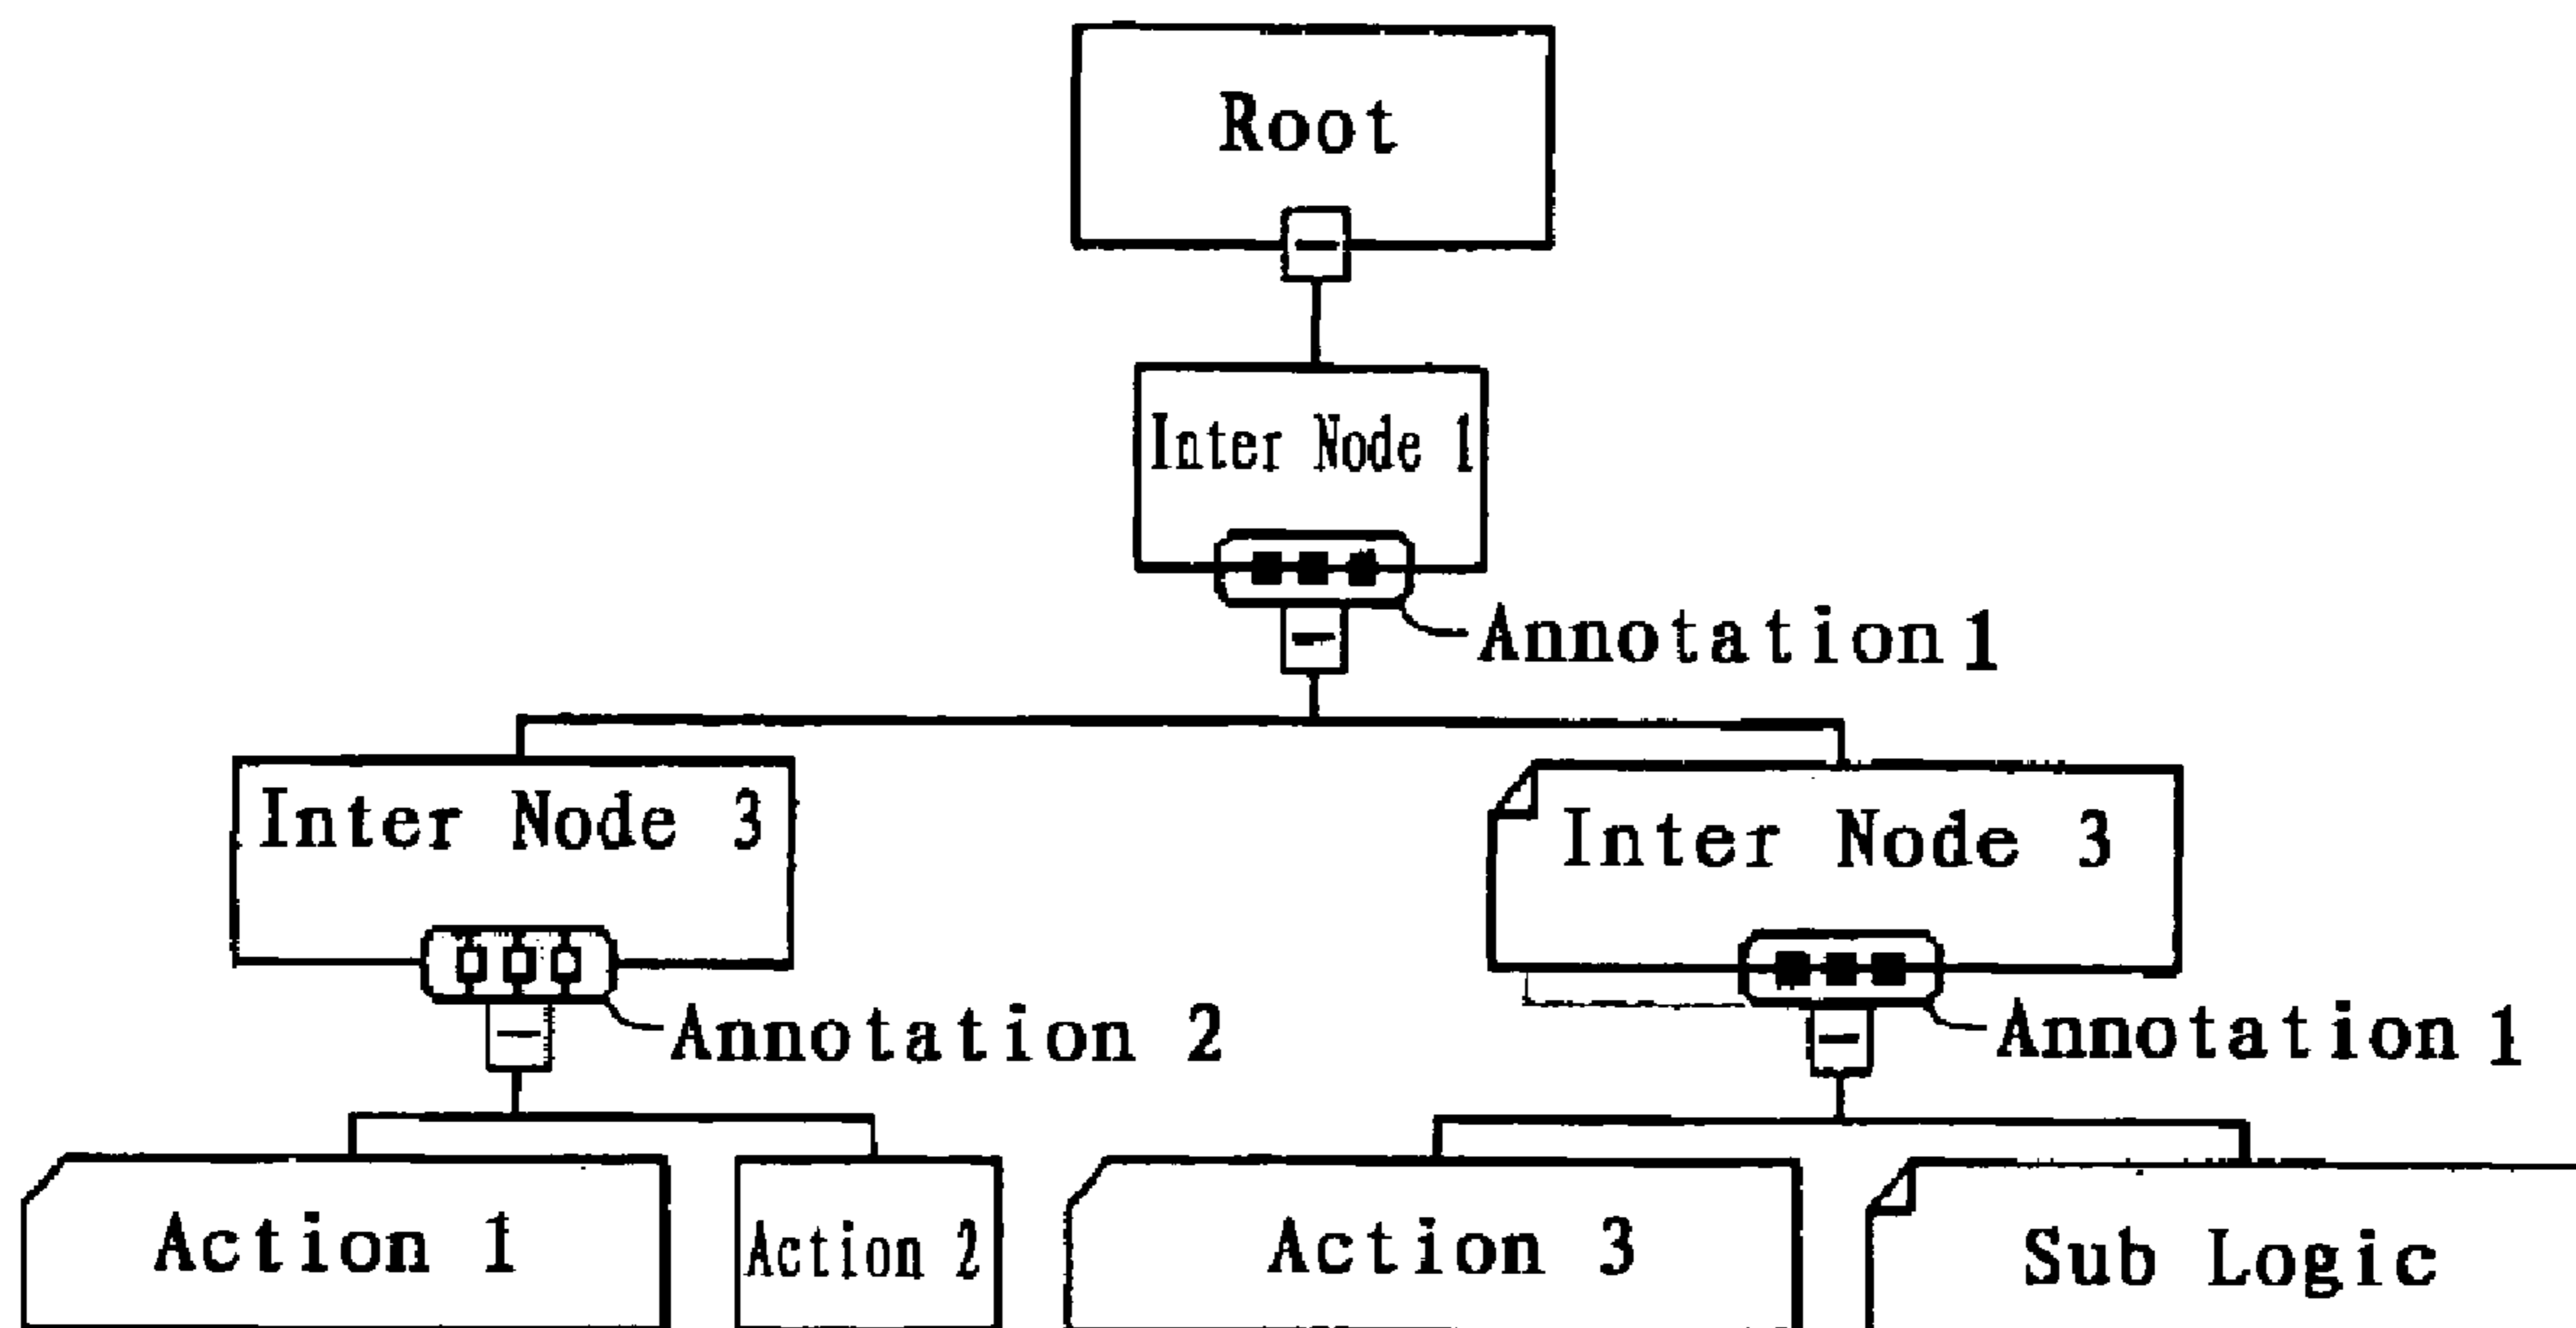 Root
Inter Node 1
Annotation 1
Inter Node 3
Inter Node 3
Annotation 2
Annotation 1
Action 1
Action 2
Action 3
Sub Logic